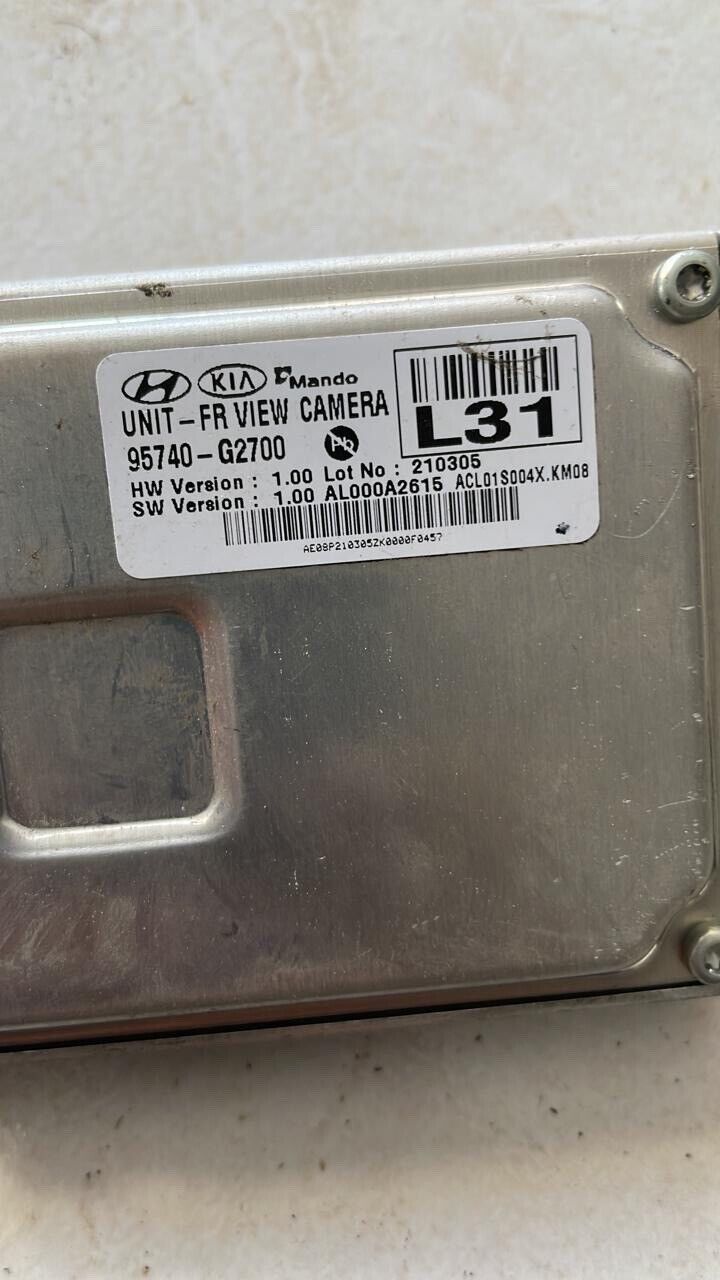 KIA Mando
UNIT-FR VIEW CAMERA
95740-G2700
L31
HW Version : 1.00 Lot No : 210305
SW Version : 1.00 AL000A2615 ACL01S004X.KM08
AE08P210305ZK0000F0457